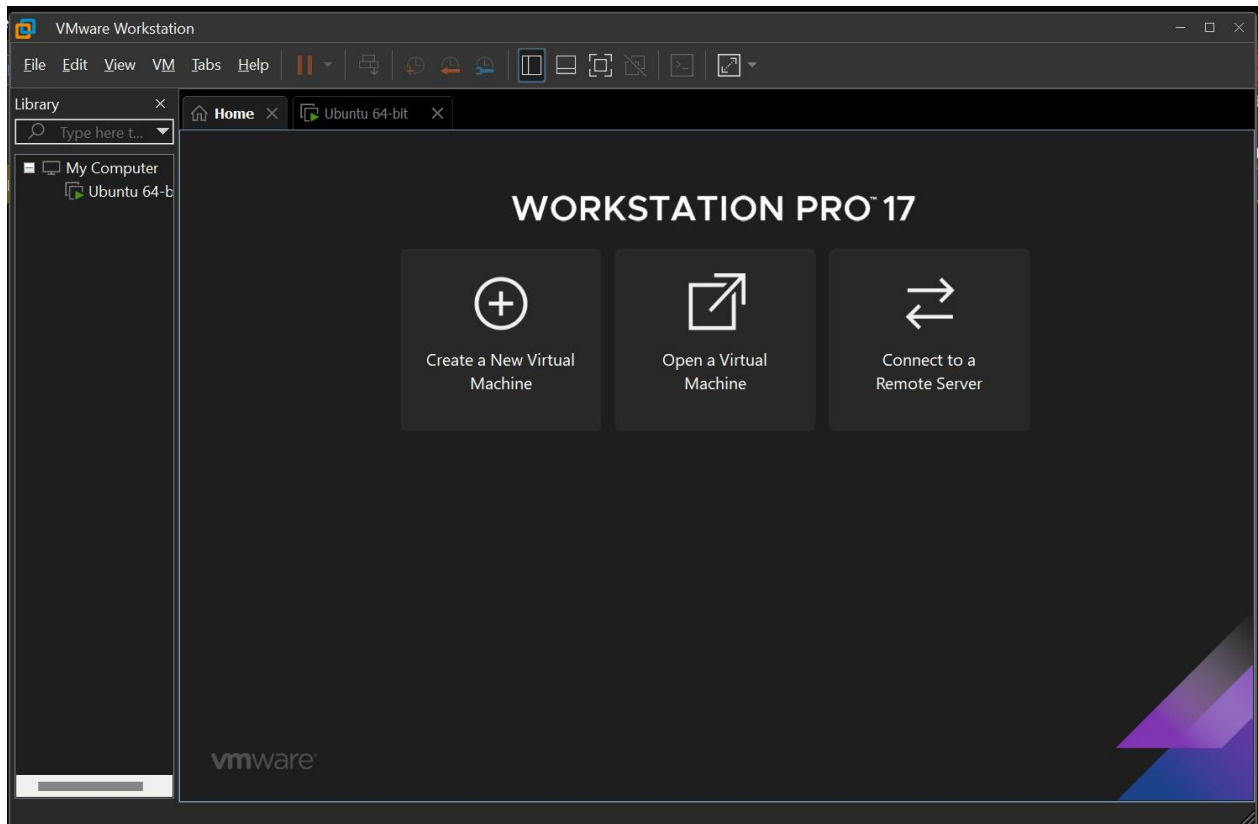 VMware Workstation
File Edit View VM Tabs Help
Library
Home
Ubuntu 64-bit
Type here t...
My Computer
Ubuntu 64-b
WORKSTATION PRO™ 17
Create a New Virtual
Machine
Open a Virtual
Machine
Connect to a
Remote Server
vmware